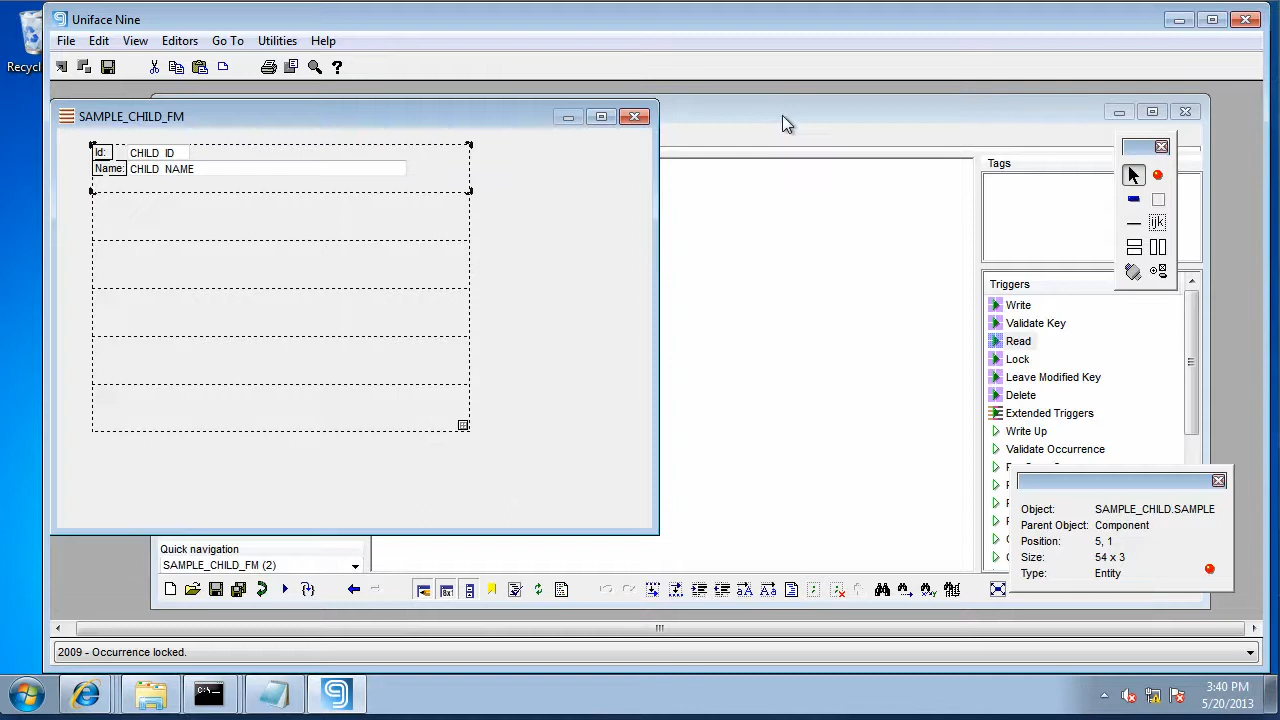 Uniface Nine
File Edit View Editors Go To Utilities Help
Recycl
SAMPLE_CHILD_FM
Id: CHILD_ID
Name: CHILD_NAME
Tags
Triggers
Write
Validate Key
Read
Lock
Leave Modified Key
Delete
Extended Triggers
Write Up
Validate Occurrence
Object: SAMPLE_CHILD.SAMPLE
Parent Object: Component
Position: 5, 1
Size: 54 x 3
Type: Entity
Quick navigation
SAMPLE_CHILD_FM (2)
2009 - Occurrence locked.
3:40 PM
5/20/2013